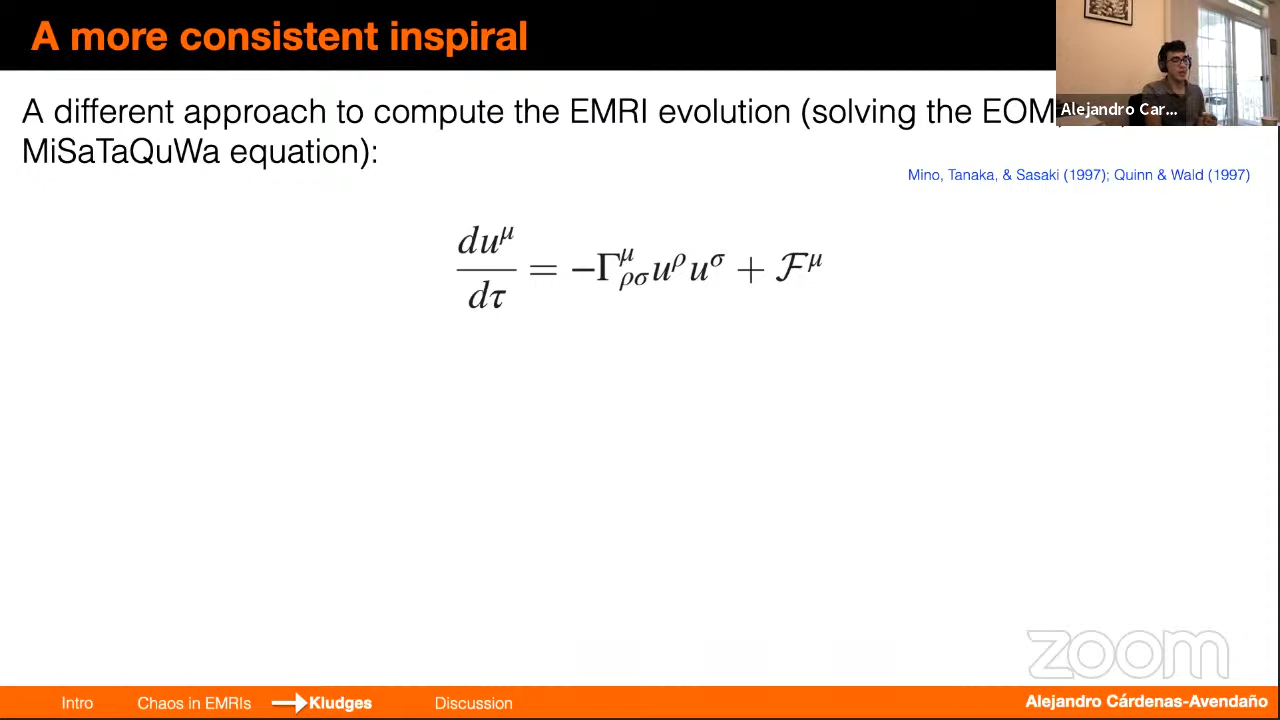 A more consistent inspiral
Alejandro Car...
A different approach to compute the EMRI evolution (solving the EOM
MiSaTaQuWa equation):
Mino, Tanaka, & Sasaki (1997); Quinn & Wald (1997)
du^μ/dτ = −Γ^μ_ρσ u^ρ u^σ + ℱ^μ
zoom
Intro Chaos in EMRIs Kludges Discussion Alejandro Cárdenas-Avendaño